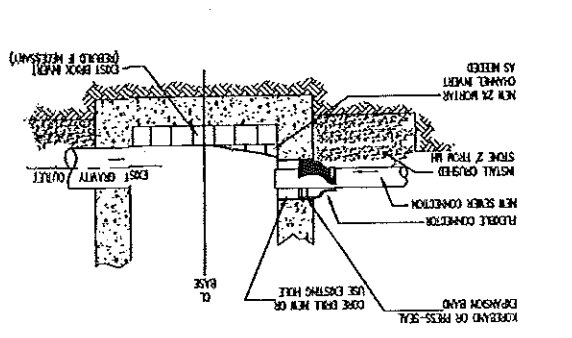 KOREBAND OR PRESS-SEAL
EXPANSION BAND
CORE DRILL NEW OR
USE EXISTING HOLE
CL
BASE
FLEXIBLE CONNECTOR
NEW SEWER CONNECTION
INSTALL CRUSHED
STONE 2' FROM MH
EXIST GRAVITY
OUTLET
NEW 2A MORTAR
CHANNEL INVERT
AS NEEDED
EXIST BRICK INVERT
(REBUILD IF NECESSARY)